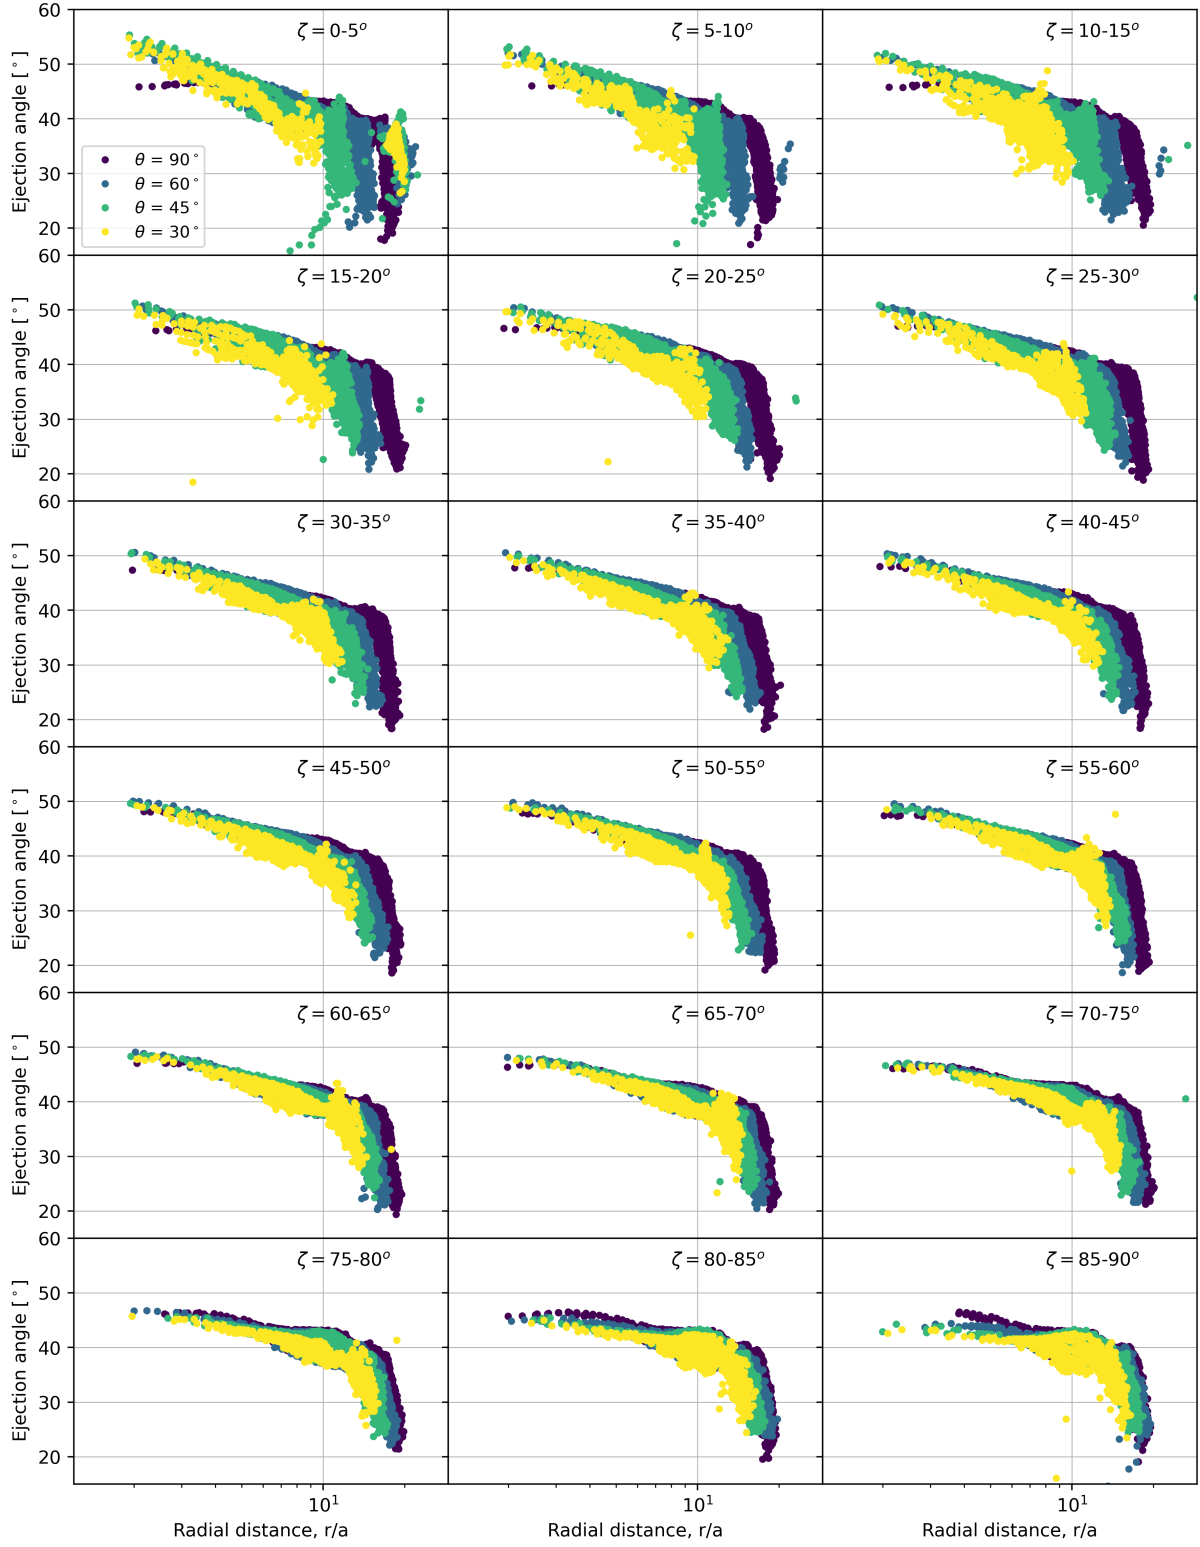 60
50
40
30
20
Ejection angle [°]
ζ = 0-5°
ζ = 5-10°
ζ = 10-15°
θ = 90°
θ = 60°
θ = 45°
θ = 30°
60
50
40
30
20
Ejection angle [°]
ζ = 15-20°
ζ = 20-25°
ζ = 25-30°
60
50
40
30
20
Ejection angle [°]
ζ = 30-35°
ζ = 35-40°
ζ = 40-45°
60
50
40
30
20
Ejection angle [°]
ζ = 45-50°
ζ = 50-55°
ζ = 55-60°
60
50
40
30
20
Ejection angle [°]
ζ = 60-65°
ζ = 65-70°
ζ = 70-75°
60
50
40
30
20
Ejection angle [°]
ζ = 75-80°
ζ = 80-85°
ζ = 85-90°
10¹
10¹
10¹
Radial distance, r/a
Radial distance, r/a
Radial distance, r/a